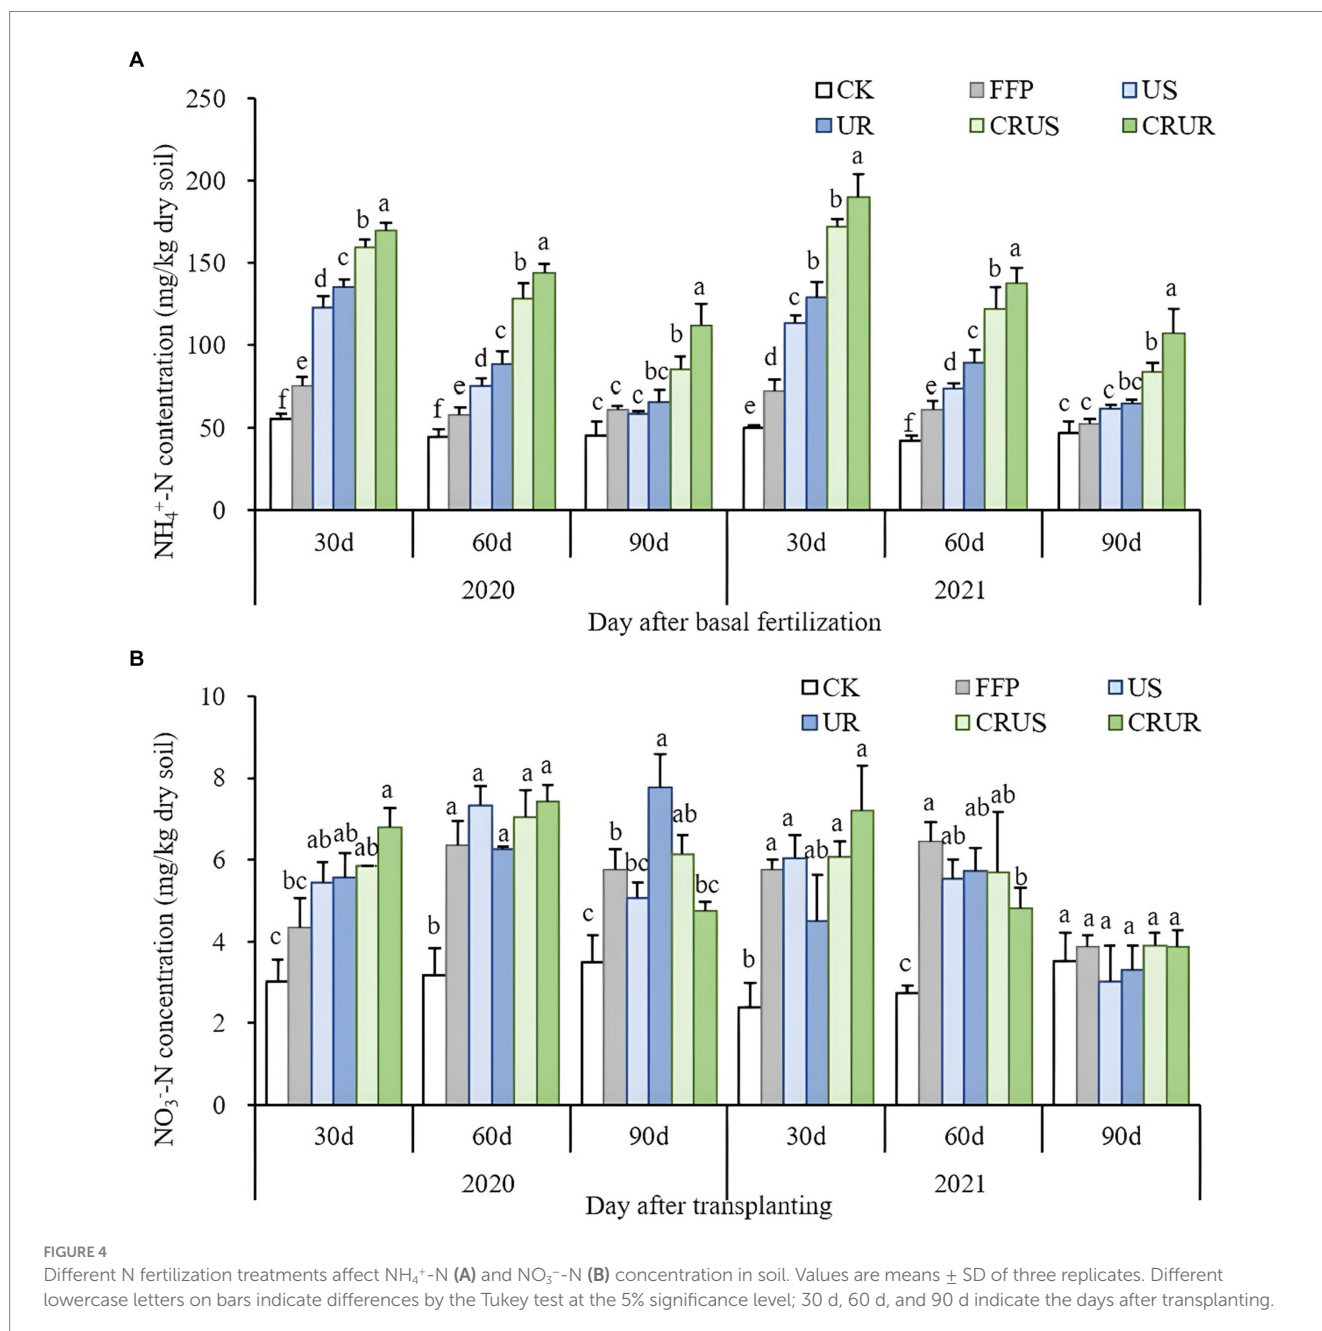 A
CK FFP US
UR CRUS CRUR
NH₄⁺-N contentration (mg/kg dry soil)
250
200
150
100
50
0
f e d c b a
f e d c b a
c c c bc b a
e d c b b a
f e d c b a
c c c bc b a
30d 60d 90d 30d 60d 90d
2020 2021
Day after basal fertilization
B
CK FFP US
UR CRUS CRUR
NO₃⁻-N concentration (mg/kg dry soil)
10
8
6
4
2
0
c bc ab ab ab a
b a a a a a
c b bc a ab bc
b a a ab a a
c a ab ab ab b
a a a a a a
30d 60d 90d 30d 60d 90d
2020 2021
Day after transplanting
FIGURE 4
Different N fertilization treatments affect NH₄⁺-N (A) and NO₃⁻-N (B) concentration in soil. Values are means ± SD of three replicates. Different
lowercase letters on bars indicate differences by the Tukey test at the 5% significance level; 30 d, 60 d, and 90 d indicate the days after transplanting.